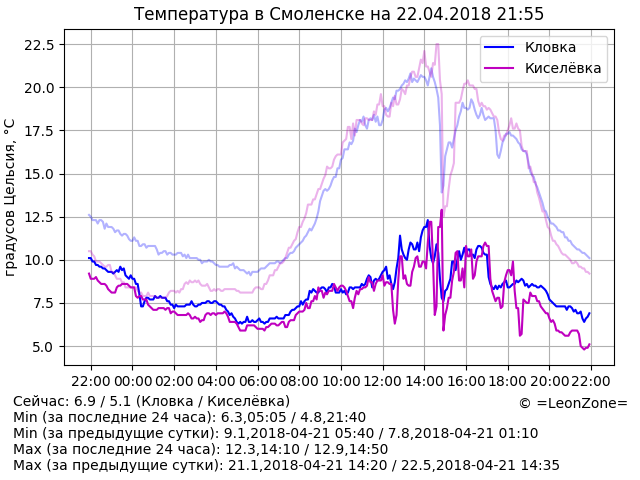 Температура в Смоленске на 22.04.2018 21:55
Кловка
Киселёвка
градусов Цельсия, °C
22.5
20.0
17.5
15.0
12.5
10.0
7.5
5.0
22:00 00:00 02:00 04:00 06:00 08:00 10:00 12:00 14:00 16:00 18:00 20:00 22:00
Сейчас: 6.9 / 5.1 (Кловка / Киселёвка)
© =LeonZone=
Min (за последние 24 часа): 6.3,05:05 / 4.8,21:40
Min (за предыдущие сутки): 9.1,2018-04-21 05:40 / 7.8,2018-04-21 01:10
Max (за последние 24 часа): 12.3,14:10 / 12.9,14:50
Max (за предыдущие сутки): 21.1,2018-04-21 14:20 / 22.5,2018-04-21 14:35